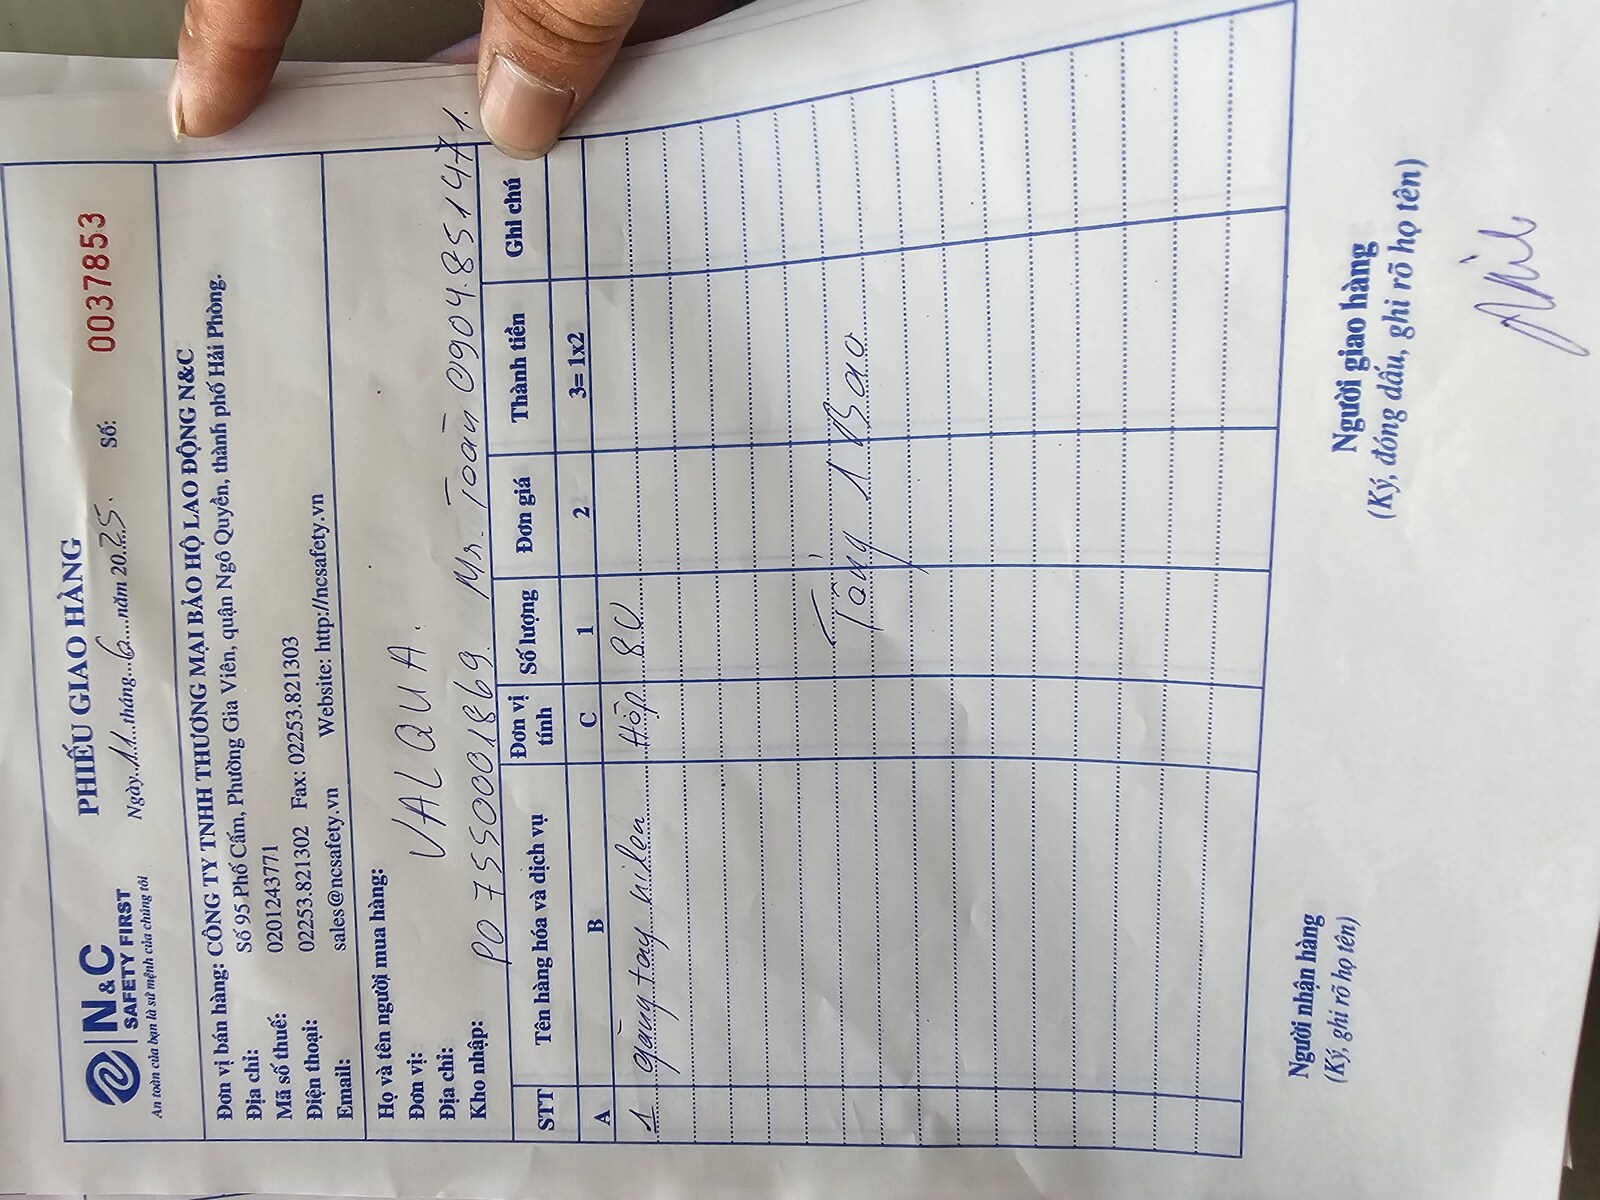 N&C
SAFETY FIRST
An toàn của bạn là sứ mệnh của chúng tôi
PHIẾU GIAO HÀNG
Ngày 11 tháng 6 năm 2025. Số: 0037853
Đơn vị bán hàng: CÔNG TY TNHH THƯƠNG MẠI BẢO HỘ LAO ĐỘNG N&C
Địa chỉ: Số 95 Phố Cấm, Phường Gia Viên, quận Ngô Quyền, thành phố Hải Phòng.
Mã số thuế: 0201243771
Điện thoại: 02253.821302 Fax: 02253.821303
Email: sales@ncsafety.vn Website: http://ncsafety.vn
Họ và tên người mua hàng:
Đơn vị: VALQUA.
Địa chỉ:
Kho nhập: PO 7550001869. Mr. Toàn 0904.851471.
STT Tên hàng hóa và dịch vụ Đơn vị tính Số lượng Đơn giá Thành tiền Ghi chú
A B C 1 2 3= 1x2
1 găng tay nilen Hộp 80
Tổng 1 Bao
Người nhận hàng Người giao hàng
(Ký, ghi rõ họ tên) (Ký, đóng dấu, ghi rõ họ tên)